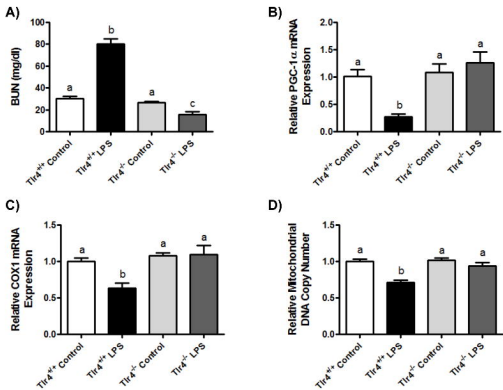 A)
BUN (mg/dl)
100
80
60
40
20
0
a
b
a
c
Tlr4+/+ Control
Tlr4+/+ LPS
Tlr4-/- Control
Tlr4-/- LPS
B)
Relative PGC-1α mRNA
Expression
1.5
1.0
0.5
0.0
a
b
a
a
Tlr4+/+ Control
Tlr4+/+ LPS
Tlr4-/- Control
Tlr4-/- LPS
C)
Relative COX1 mRNA
Expression
1.5
1.0
0.5
0.0
a
b
a
a
Tlr4+/+ Control
Tlr4+/+ LPS
Tlr4-/- Control
Tlr4-/- LPS
D)
Relative Mitochondrial
DNA Copy Number
1.5
1.0
0.5
0.0
a
b
a
a
Tlr4+/+ Control
Tlr4+/+ LPS
Tlr4-/- Control
Tlr4-/- LPS